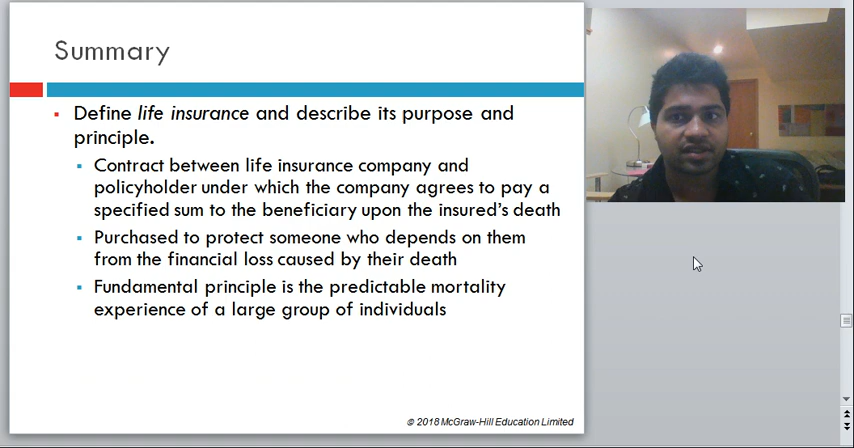 Summary
Define life insurance and describe its purpose and
principle.
Contract between life insurance company and
policyholder under which the company agrees to pay a
specified sum to the beneficiary upon the insured's death
Purchased to protect someone who depends on them
from the financial loss caused by their death
Fundamental principle is the predictable mortality
experience of a large group of individuals
© 2018 McGraw-Hill Education Limited